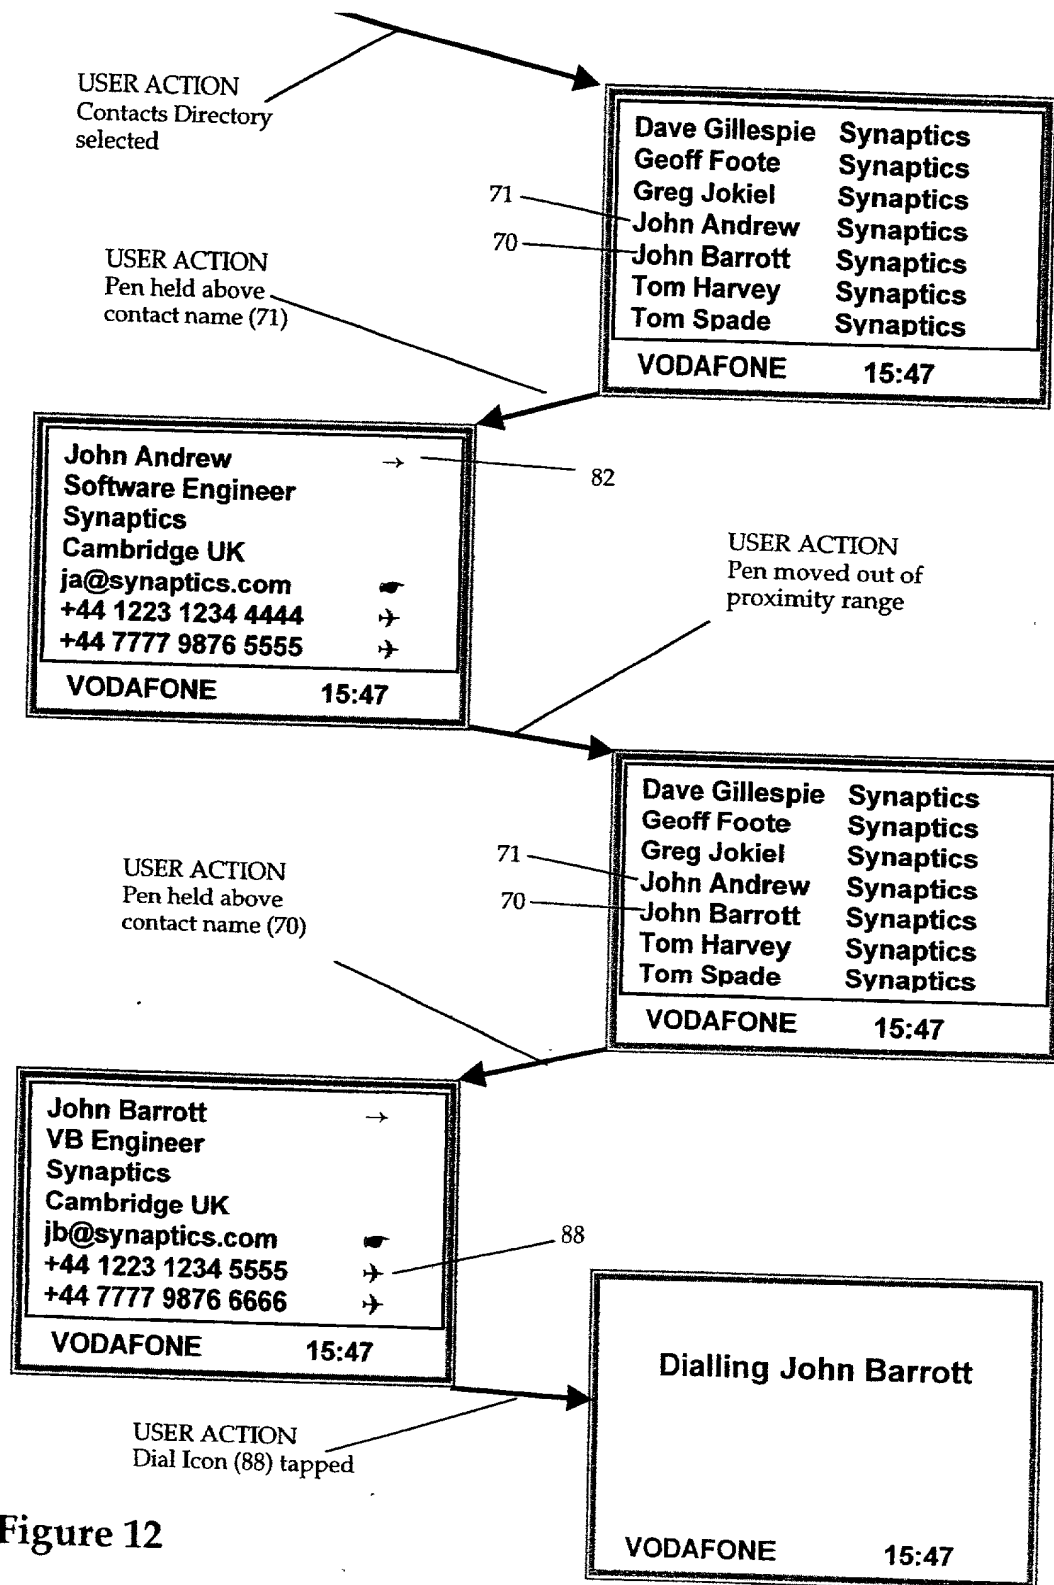 USER ACTION
Contacts Directory
selected
Dave Gillespie Synaptics
Geoff Foote Synaptics
Greg Jokiel Synaptics
John Andrew Synaptics
John Barrott Synaptics
Tom Harvey Synaptics
Tom Spade Synaptics
VODAFONE 15:47
71
70
USER ACTION
Pen held above
contact name (71)
John Andrew →
Software Engineer
Synaptics
Cambridge UK
ja@synaptics.com
+44 1223 1234 4444
+44 7777 9876 5555
VODAFONE 15:47
82
USER ACTION
Pen moved out of
proximity range
Dave Gillespie Synaptics
Geoff Foote Synaptics
Greg Jokiel Synaptics
John Andrew Synaptics
John Barrott Synaptics
Tom Harvey Synaptics
Tom Spade Synaptics
VODAFONE 15:47
71
70
USER ACTION
Pen held above
contact name (70)
John Barrott →
VB Engineer
Synaptics
Cambridge UK
jb@synaptics.com
+44 1223 1234 5555
+44 7777 9876 6666
VODAFONE 15:47
88
USER ACTION
Dial Icon (88) tapped
Dialling John Barrott
VODAFONE 15:47
Figure 12